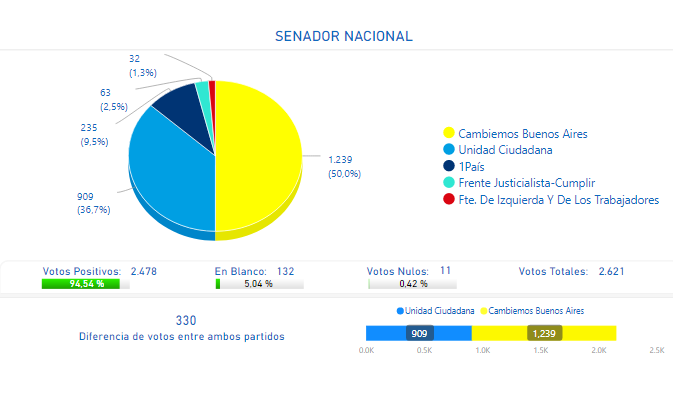 SENADOR NACIONAL
32
(1,3%)
63
(2,5%)
235
(9,5%)
909
(36,7%)
1.239
(50,0%)
Cambiemos Buenos Aires
Unidad Ciudadana
1País
Frente Justicialista-Cumplir
Fte. De Izquierda Y De Los Trabajadores
Votos Positivos: 2.478
94,54 %
En Blanco: 132
5,04 %
Votos Nulos: 11
0,42 %
Votos Totales: 2.621
330
Diferencia de votos entre ambos partidos
Unidad Ciudadana Cambiemos Buenos Aires
909 1,239
0.0K 0.5K 1.0K 1.5K 2.0K 2.5K